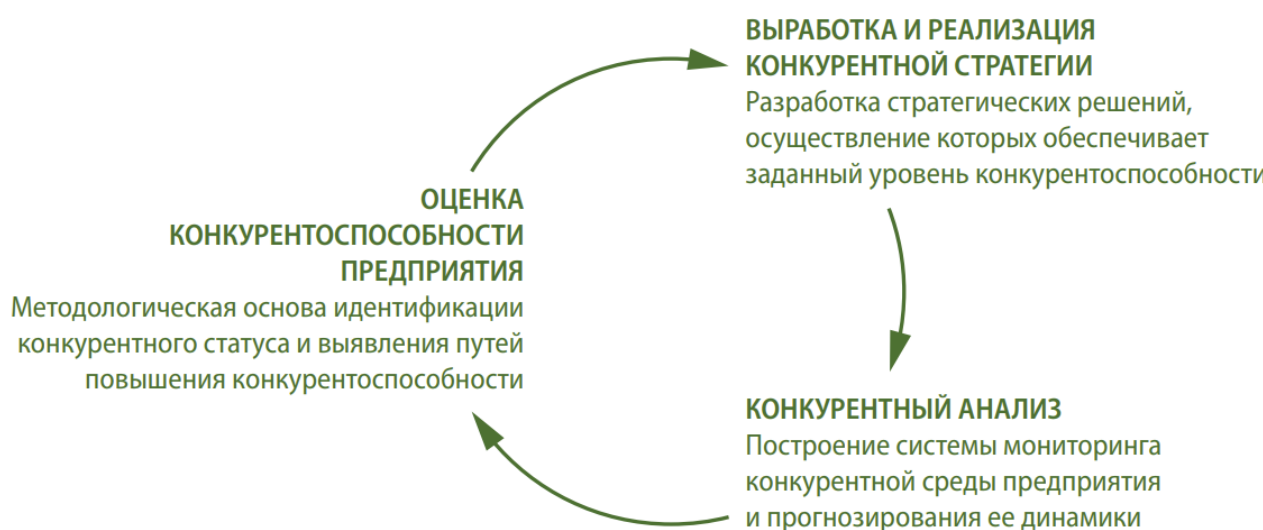 ВЫРАБОТКА И РЕАЛИЗАЦИЯ
КОНКУРЕНТНОЙ СТРАТЕГИИ
Разработка стратегических решений,
осуществление которых обеспечивает
заданный уровень конкурентоспособности
ОЦЕНКА
КОНКУРЕНТОСПОСОБНОСТИ
ПРЕДПРИЯТИЯ
Методологическая основа идентификации
конкурентного статуса и выявления путей
повышения конкурентоспособности
КОНКУРЕНТНЫЙ АНАЛИЗ
Построение системы мониторинга
конкурентной среды предприятия
и прогнозирования ее динамики